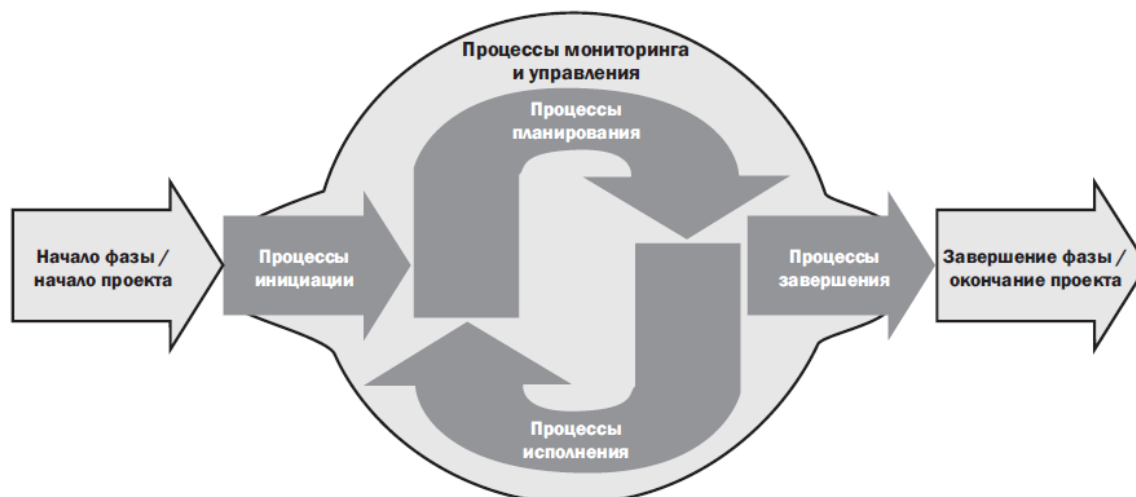 Процессы мониторинга
и управления
Процессы
планирования
Начало фазы /
начало проекта
Процессы
инициации
Процессы
завершения
Завершение фазы /
окончание проекта
Процессы
исполнения